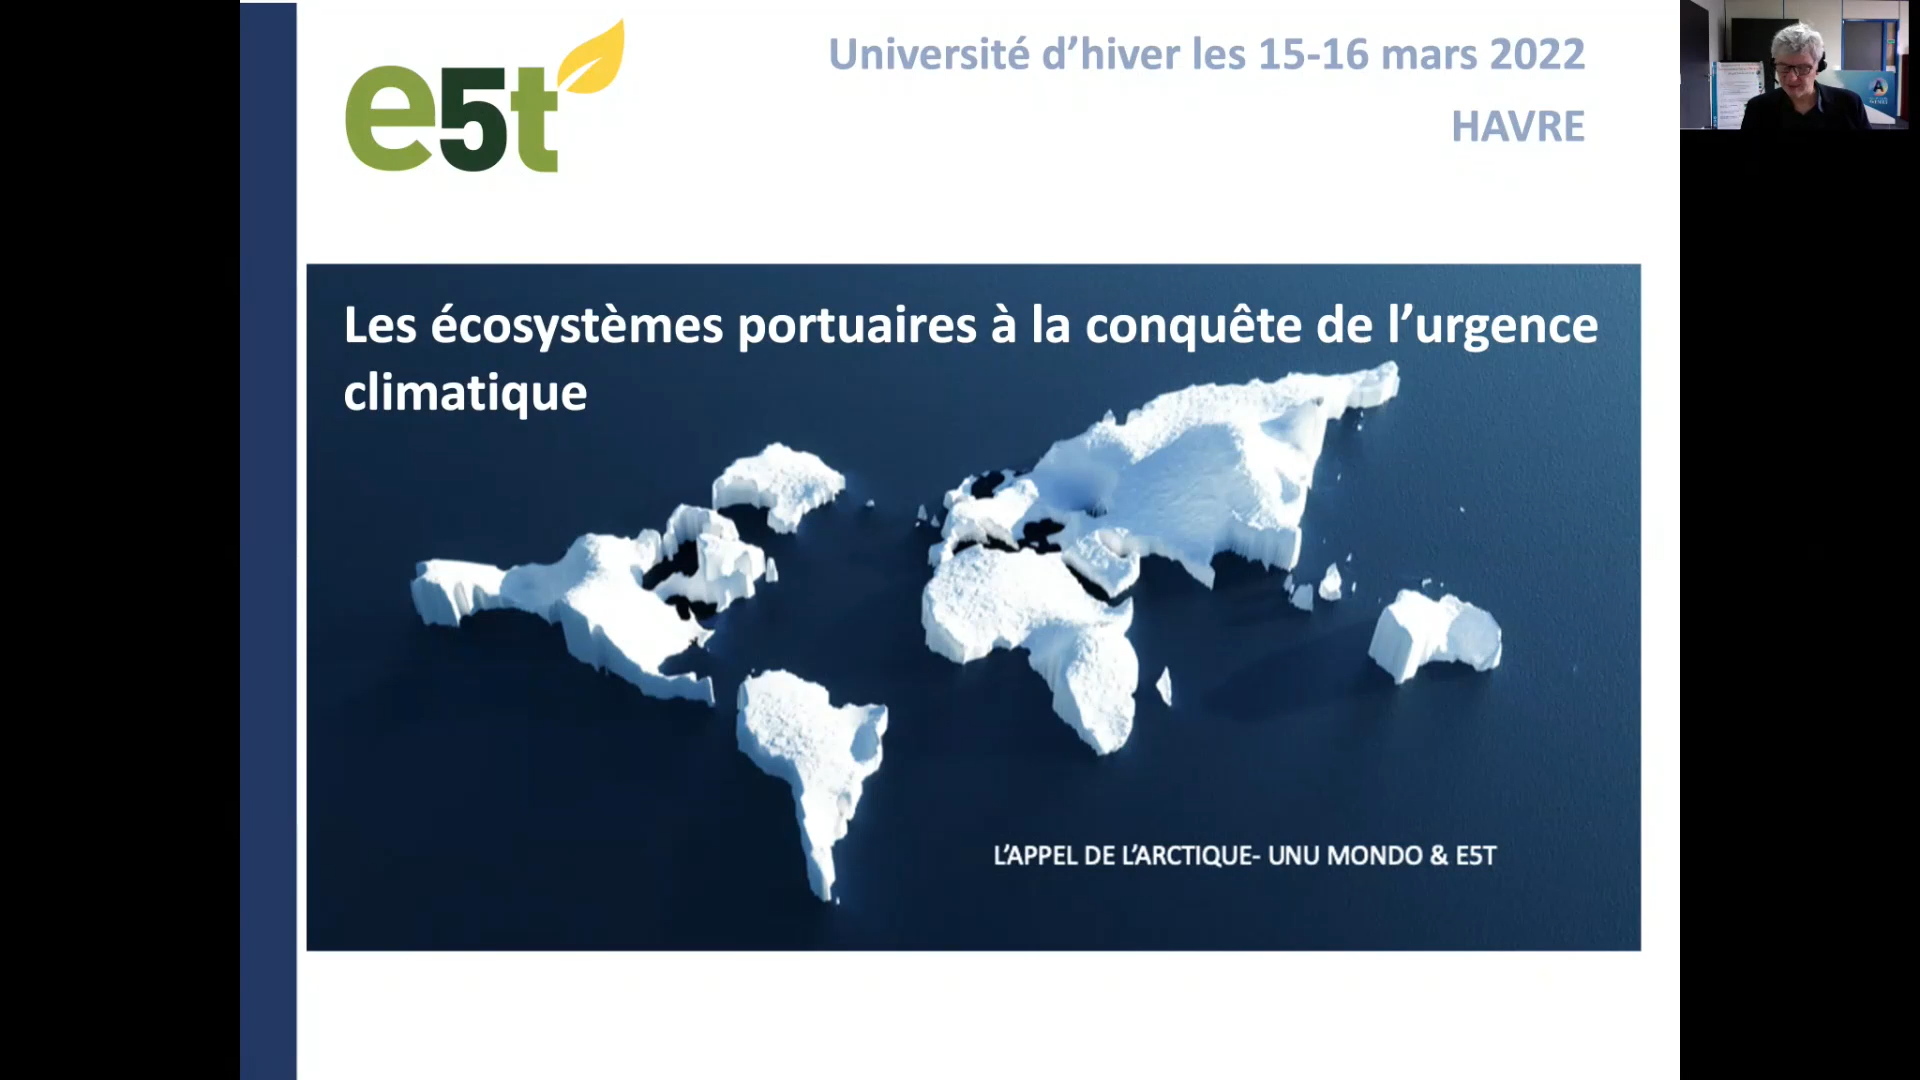 e5t
Université d’hiver les 15-16 mars 2022
HAVRE
Les écosystèmes portuaires à la conquête de l’urgence
climatique
L’APPEL DE L’ARCTIQUE- UNU MONDO & E5T